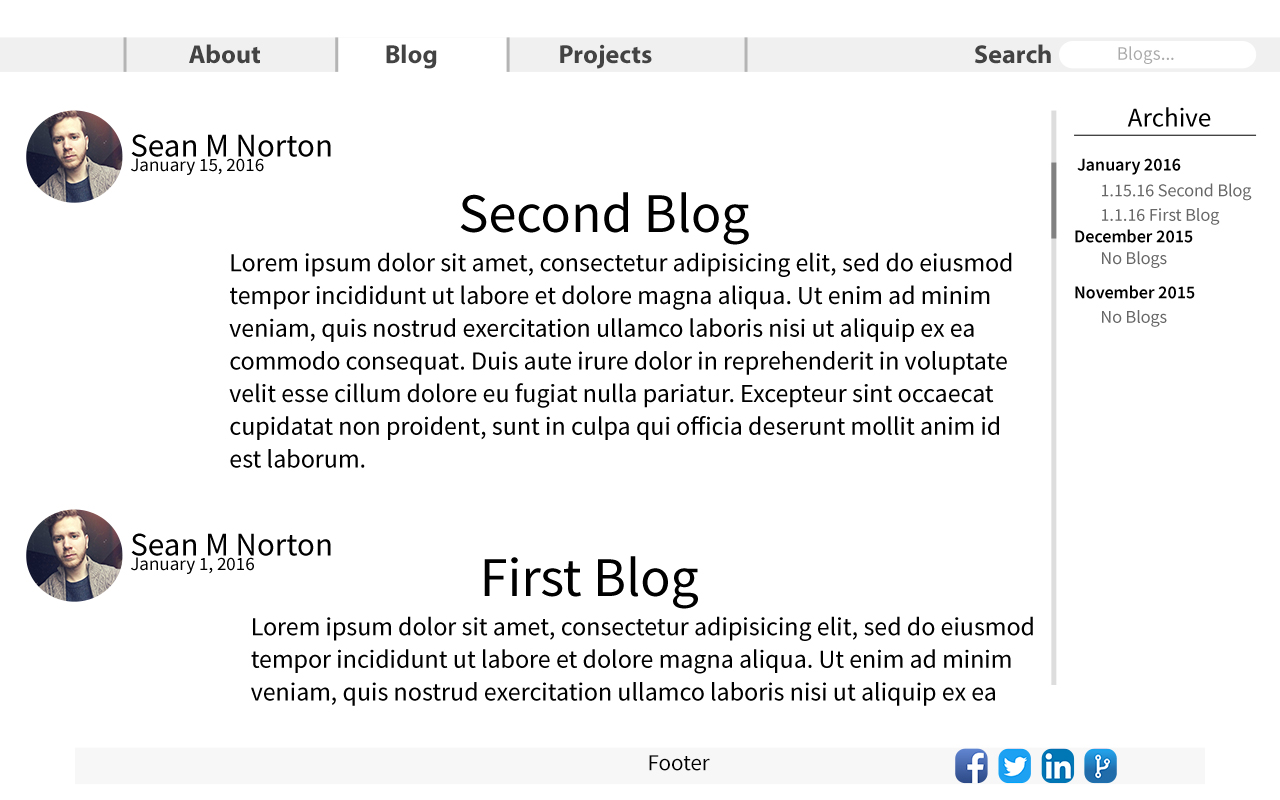 About
Blog
Projects
Search
Blogs...
Sean M Norton
January 15, 2016
Second Blog
Lorem ipsum dolor sit amet, consectetur adipisicing elit, sed do eiusmod
tempor incididunt ut labore et dolore magna aliqua. Ut enim ad minim
veniam, quis nostrud exercitation ullamco laboris nisi ut aliquip ex ea
commodo consequat. Duis aute irure dolor in reprehenderit in voluptate
velit esse cillum dolore eu fugiat nulla pariatur. Excepteur sint occaecat
cupidatat non proident, sunt in culpa qui officia deserunt mollit anim id
est laborum.
Sean M Norton
January 1, 2016
First Blog
Lorem ipsum dolor sit amet, consectetur adipisicing elit, sed do eiusmod
tempor incididunt ut labore et dolore magna aliqua. Ut enim ad minim
veniam, quis nostrud exercitation ullamco laboris nisi ut aliquip ex ea
Archive
January 2016
1.15.16 Second Blog
1.1.16 First Blog
December 2015
No Blogs
November 2015
No Blogs
Footer
f
in